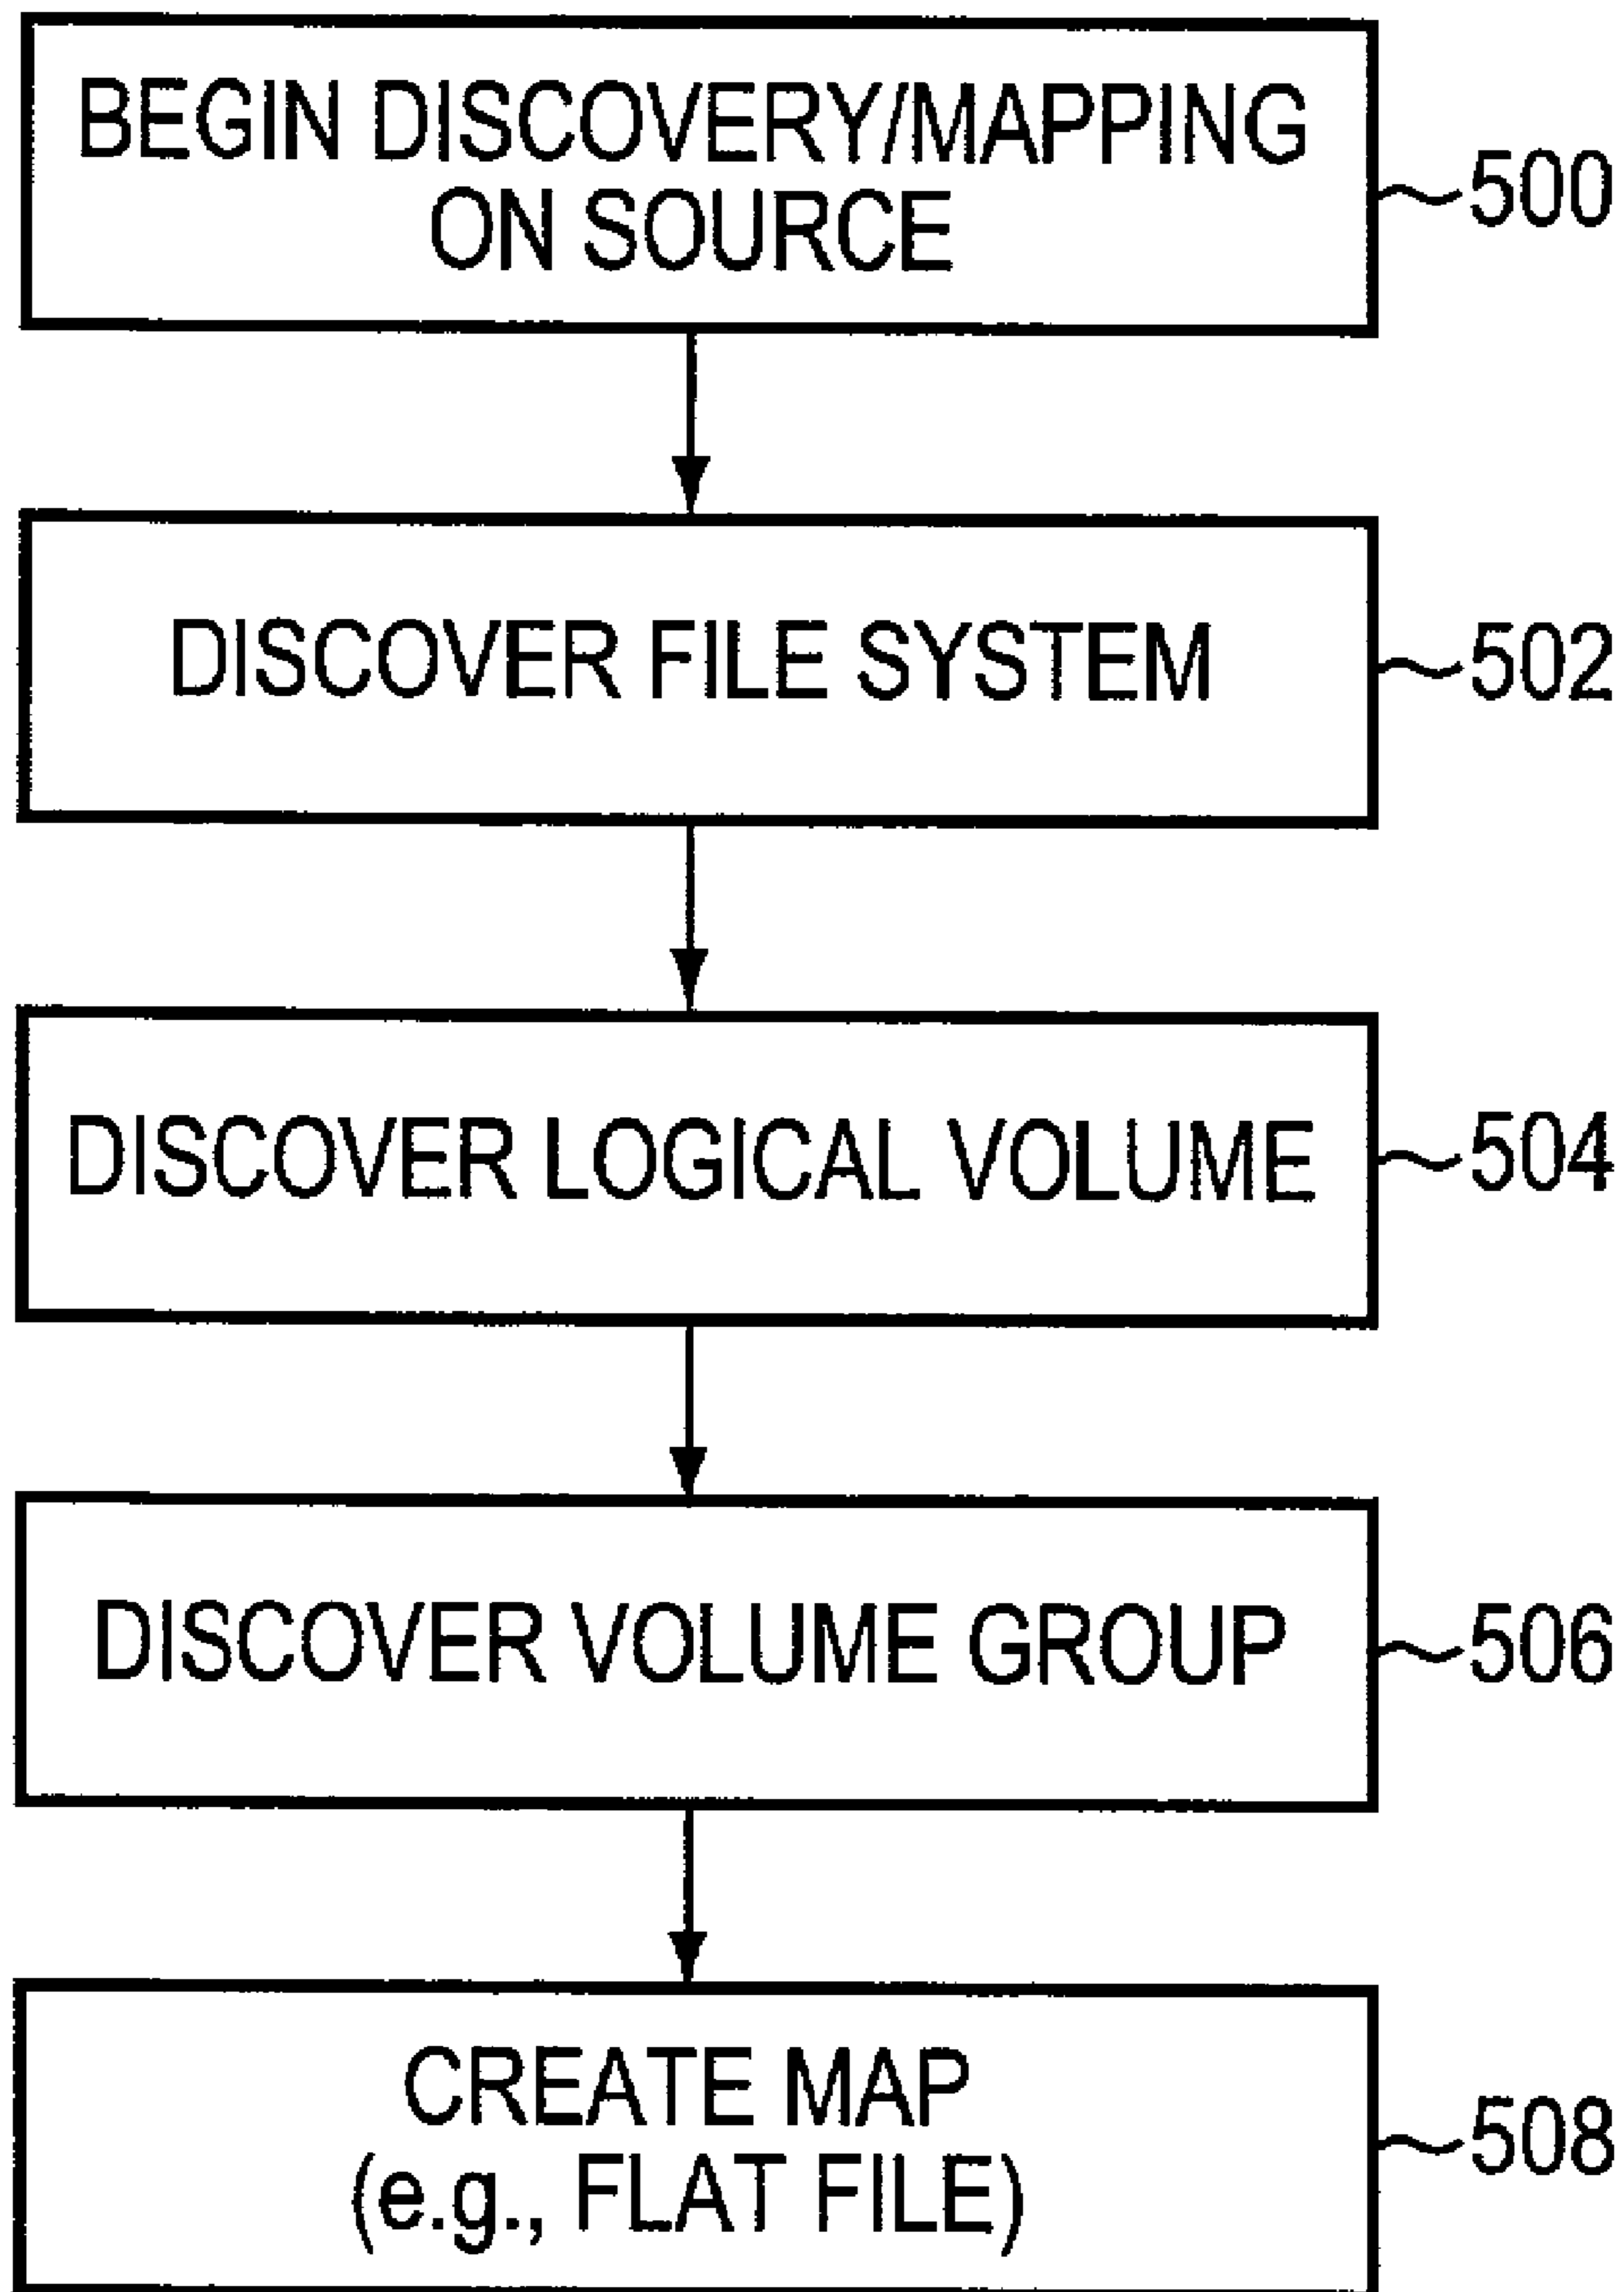 BEGIN DISCOVERY/MAPPING
ON SOURCE
500
DISCOVER FILE SYSTEM
502
DISCOVER LOGICAL VOLUME
504
DISCOVER VOLUME GROUP
506
CREATE MAP
(e.g., FLAT FILE)
508